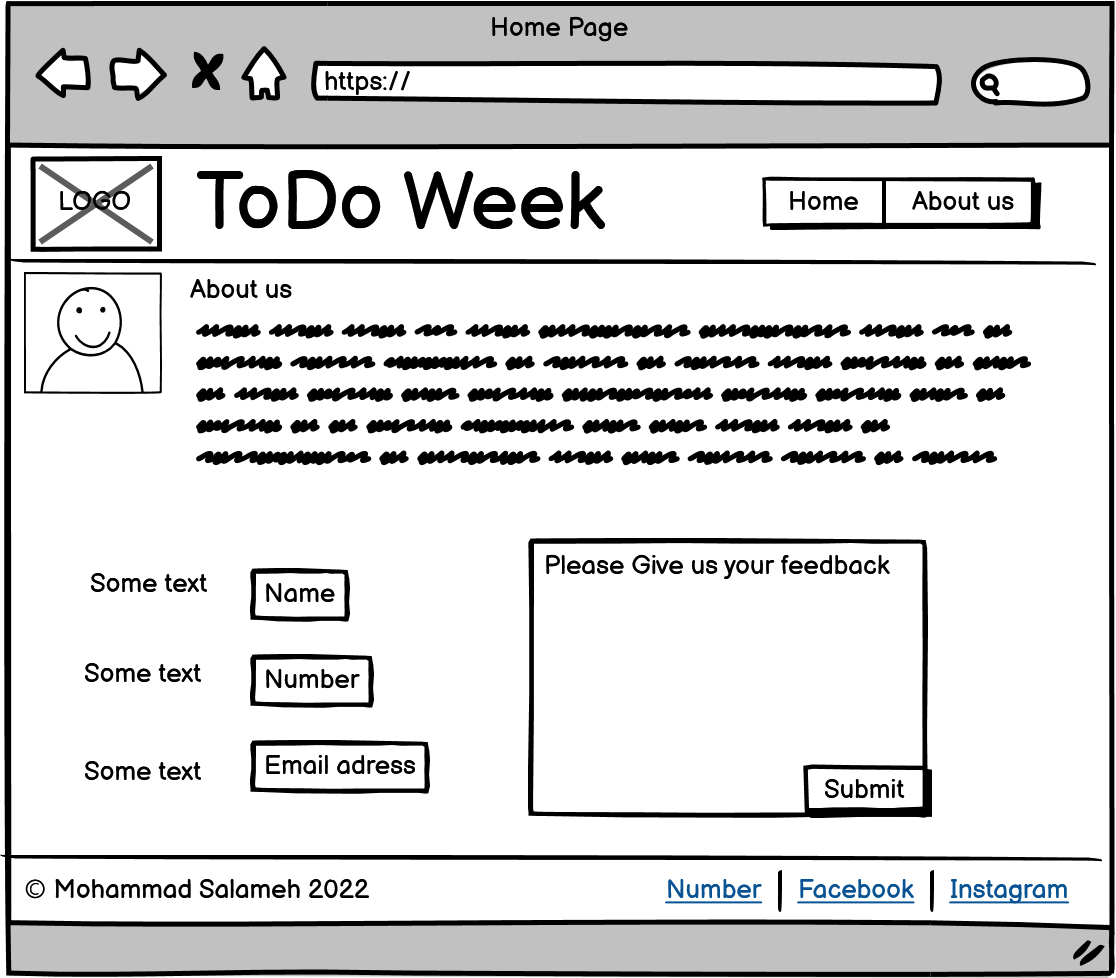 Home Page
https://
LOGO
ToDo Week
Home
About us
About us
Please Give us your feedback
Some text
Name
Some text
Number
Some text
Email adress
Submit
© Mohammad Salameh 2022
Number
Facebook
Instagram